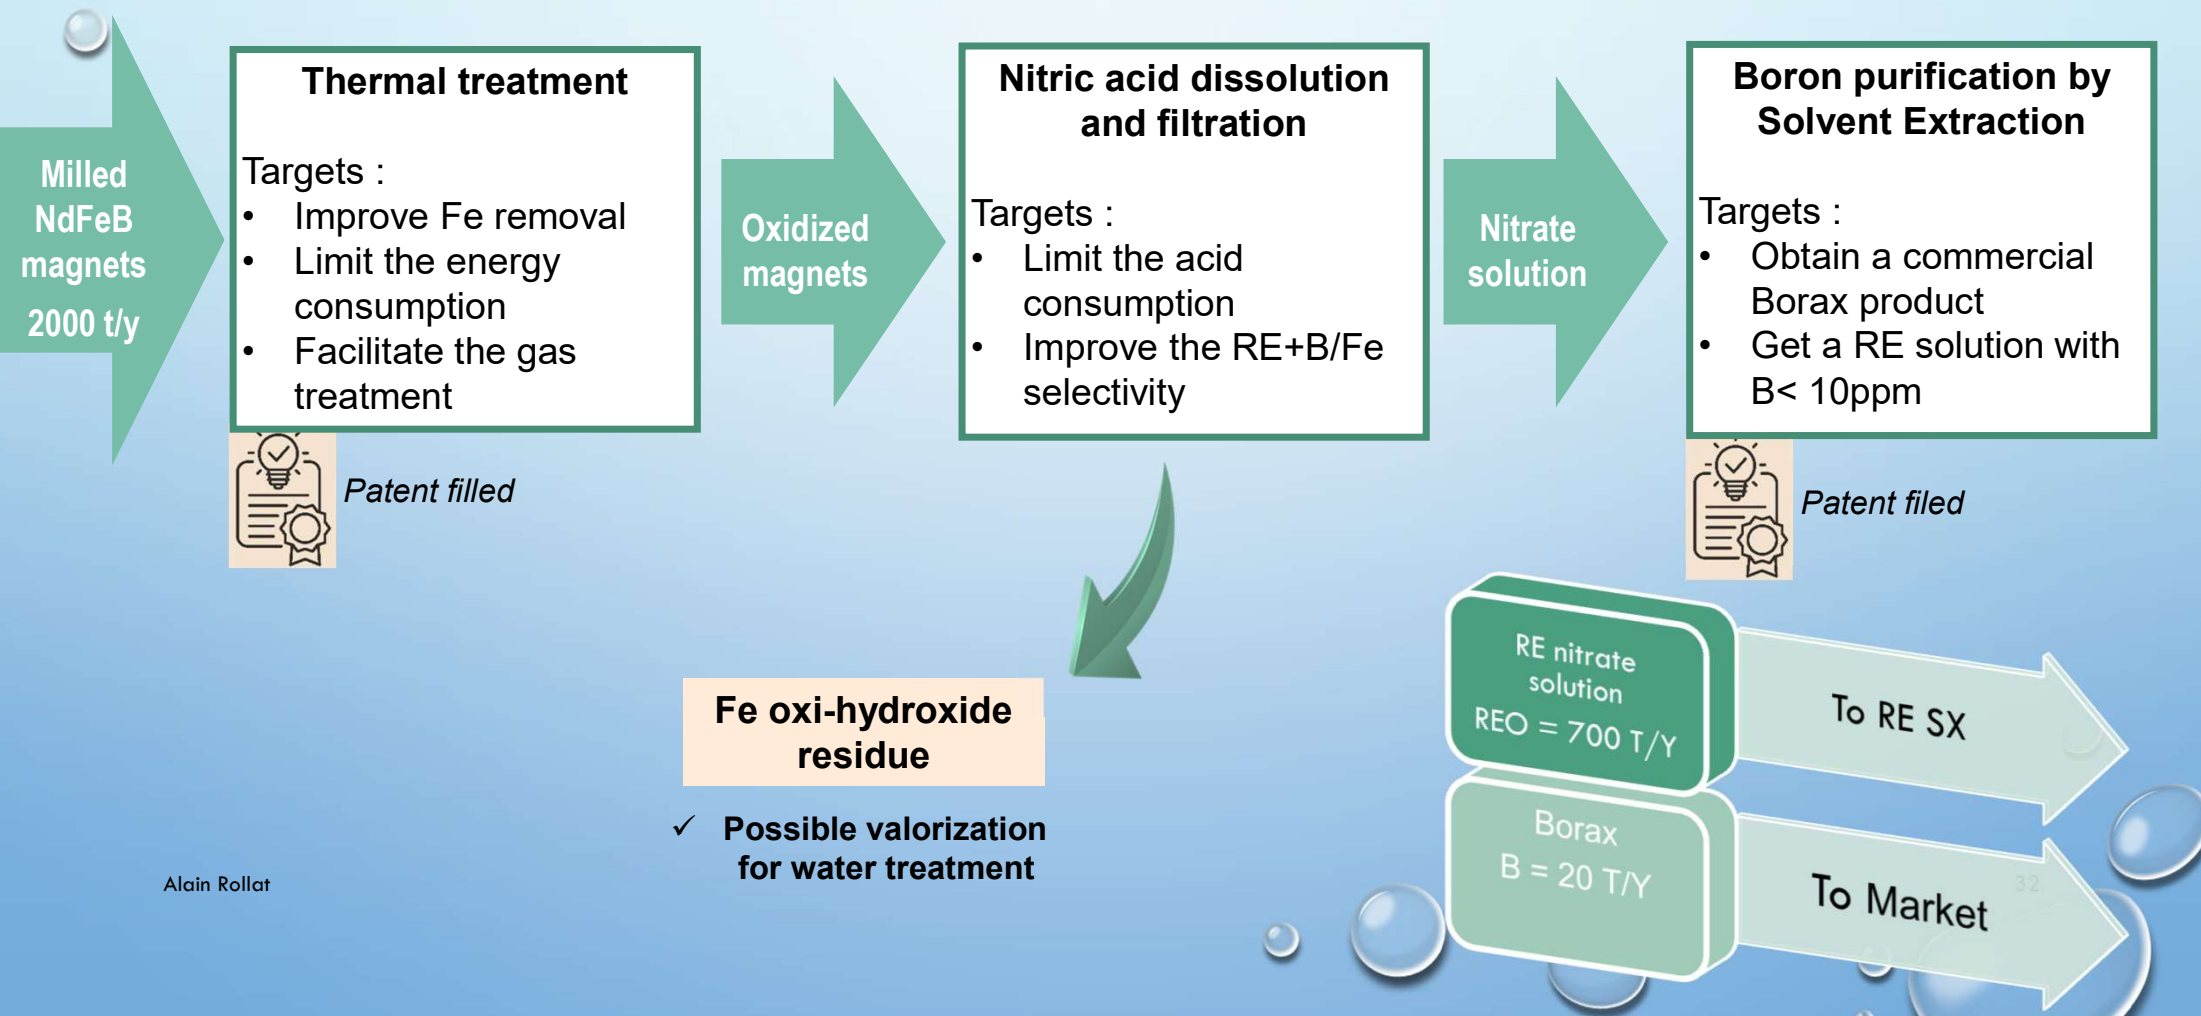 Milled
NdFeB
magnets
2000 t/y
Thermal treatment
Targets :
• Improve Fe removal
• Limit the energy
consumption
• Facilitate the gas
treatment
Patent filled
Oxidized
magnets
Nitric acid dissolution
and filtration
Targets :
• Limit the acid
consumption
• Improve the RE+B/Fe
selectivity
Nitrate
solution
Boron purification by
Solvent Extraction
Targets :
• Obtain a commercial
Borax product
• Get a RE solution with
B< 10ppm
Patent filed
Fe oxi-hydroxide
residue
✓ Possible valorization
for water treatment
RE nitrate
solution
REO = 700 T/Y
To RE SX
Borax
B = 20 T/Y
To Market
Alain Rollat
32